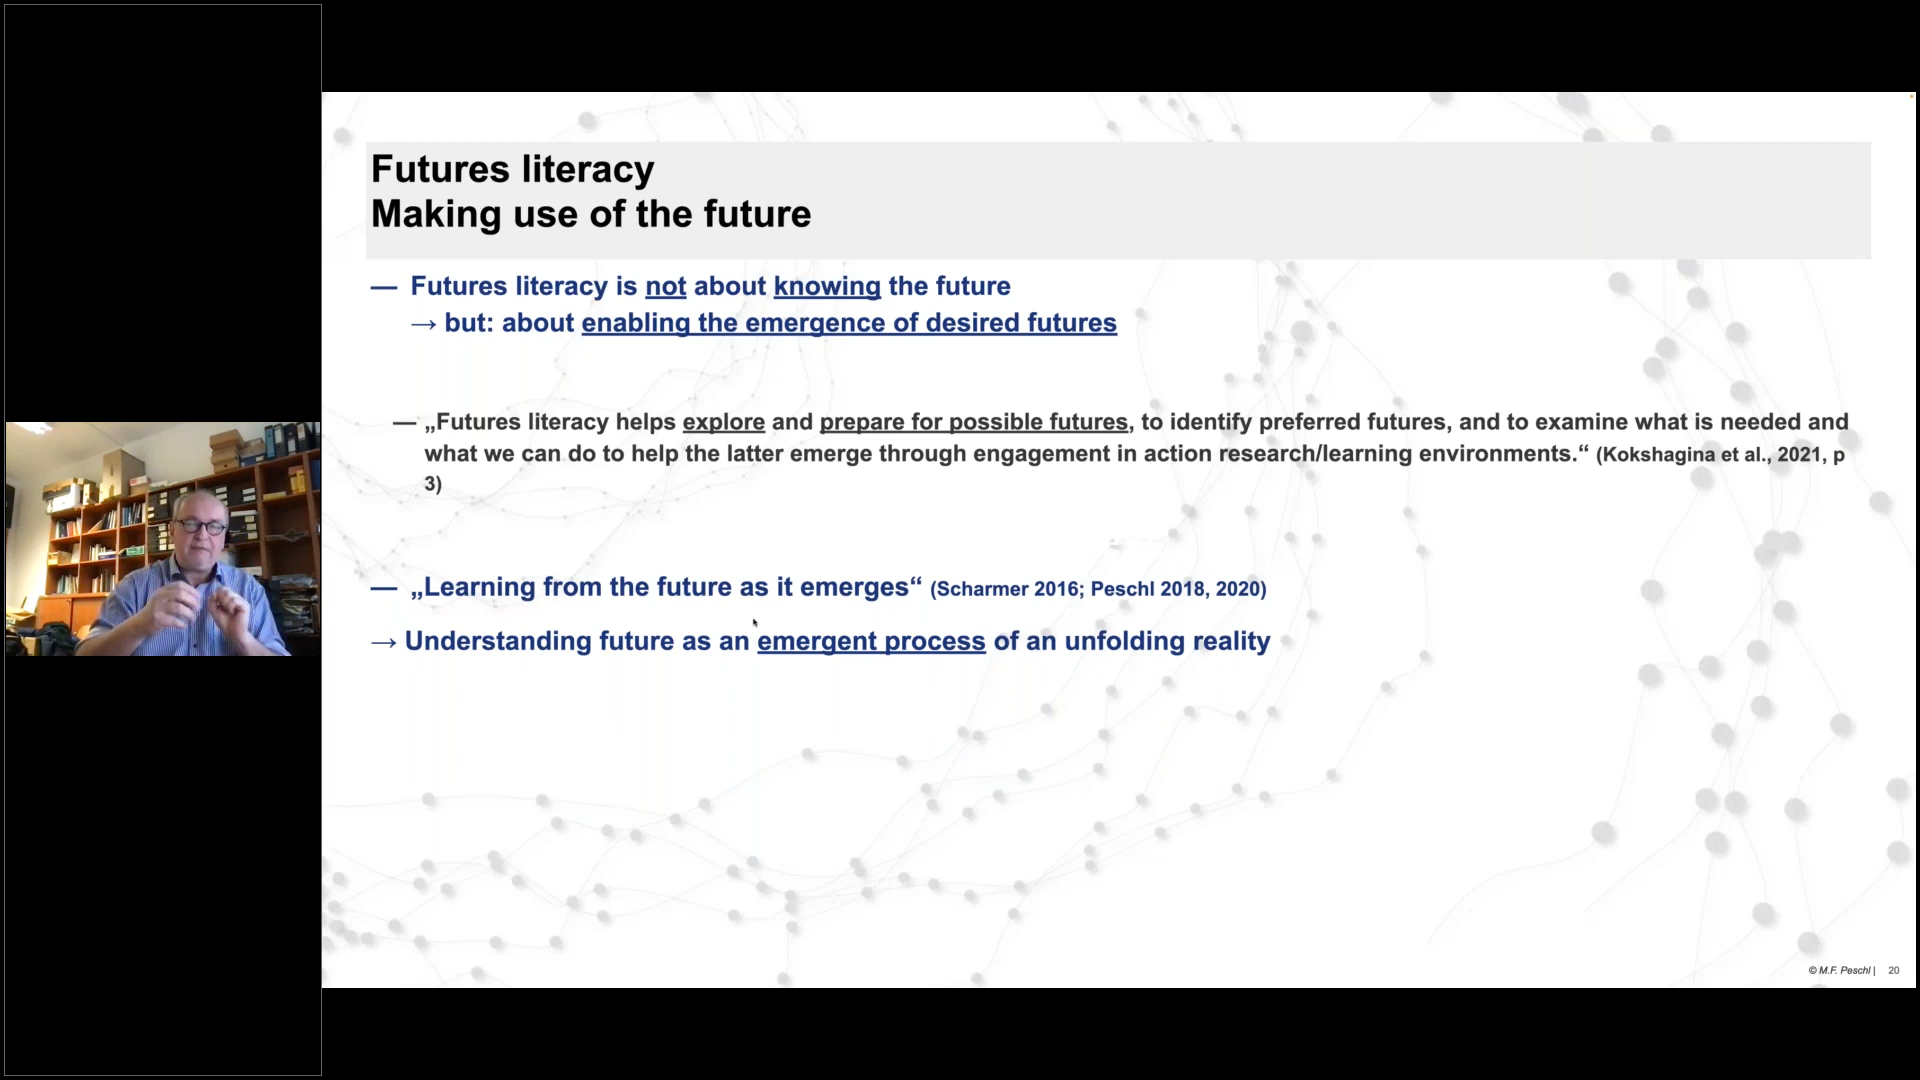 Futures literacy
Making use of the future
— Futures literacy is not about knowing the future
→ but: about enabling the emergence of desired futures
— „Futures literacy helps explore and prepare for possible futures, to identify preferred futures, and to examine what is needed and
what we can do to help the latter emerge through engagement in action research/learning environments.“ (Kokshagina et al., 2021, p
3)
— „Learning from the future as it emerges“ (Scharmer 2016; Peschl 2018, 2020)
→ Understanding future as an emergent process of an unfolding reality
© M.F. Peschl | 20